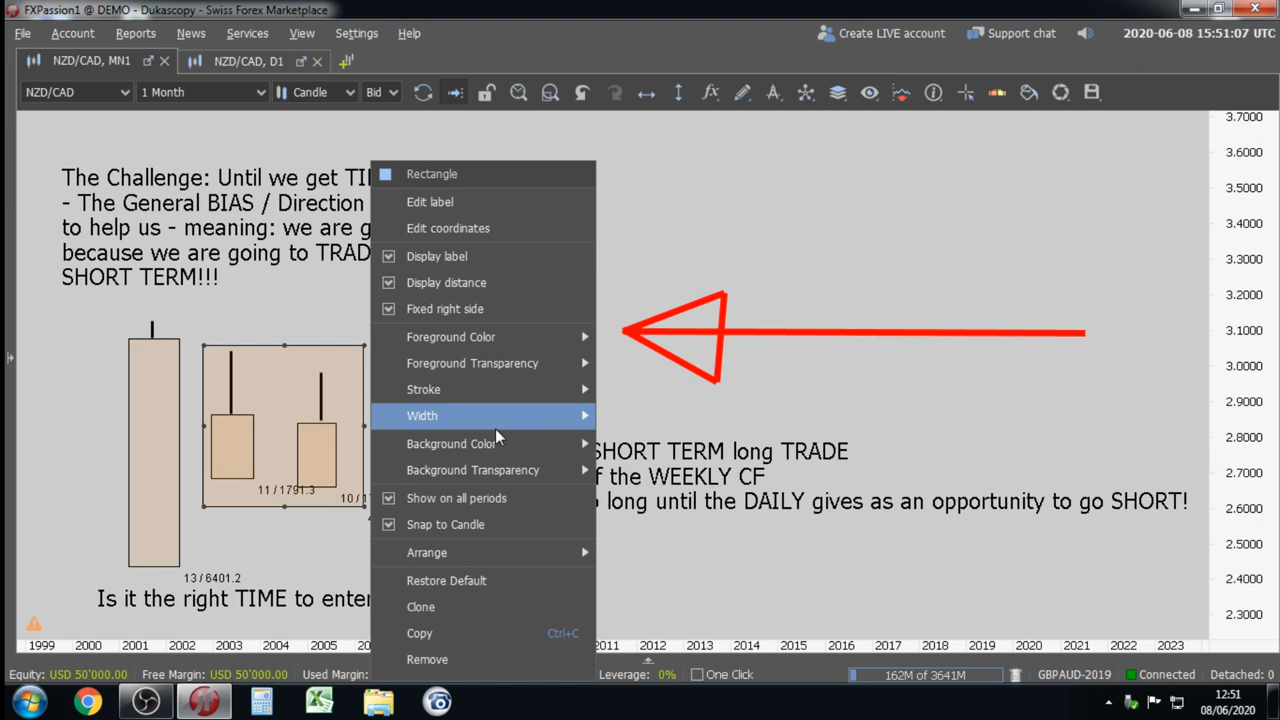 FXPassion1 @ DEMO - Dukascopy - Swiss Forex Marketplace
File Account Reports News Services View Settings Help
Create LIVE account Support chat 2020-06-08 15:51:07 UTC
NZD/CAD, MN1 NZD/CAD, D1
NZD/CAD 1 Month Candle Bid
3.7000
3.6000
3.5000
3.4000
3.3000
3.2000
3.1000
3.0000
2.9000
2.8000
2.7000
2.6000
2.5000
2.4000
2.3000
The Challenge: Until we get
- The General BIAS / Direction
to help us - meaning: we are
because we are going to
SHORT TERM!!!
Rectangle
Edit label
Edit coordinates
Display label
Display distance
Fixed right side
Foreground Color
Foreground Transparency
Stroke
Width
Background Color
Background Transparency
Show on all periods
Snap to Candle
Arrange
Restore Default
Clone
Copy Ctrl+C
Remove
SHORT TERM long TRADE
f the WEEKLY CF
long until the DAILY gives as an opportunity to go SHORT!
11 / 1791.3
13 / 6401.2
Is it the right TIME to enter
1999 2000 2001 2002 2003 2004 2005 2011 2012 2013 2014 2015 2016 2017 2018 2019 2020 2021 2022 2023
Equity: USD 50'000.00 Free Margin: USD 50'000.00 Used Margin: Leverage: 0% One Click 162M of 3641M GBPAUD-2019 Connected Detached: 0
12:51
08/06/2020